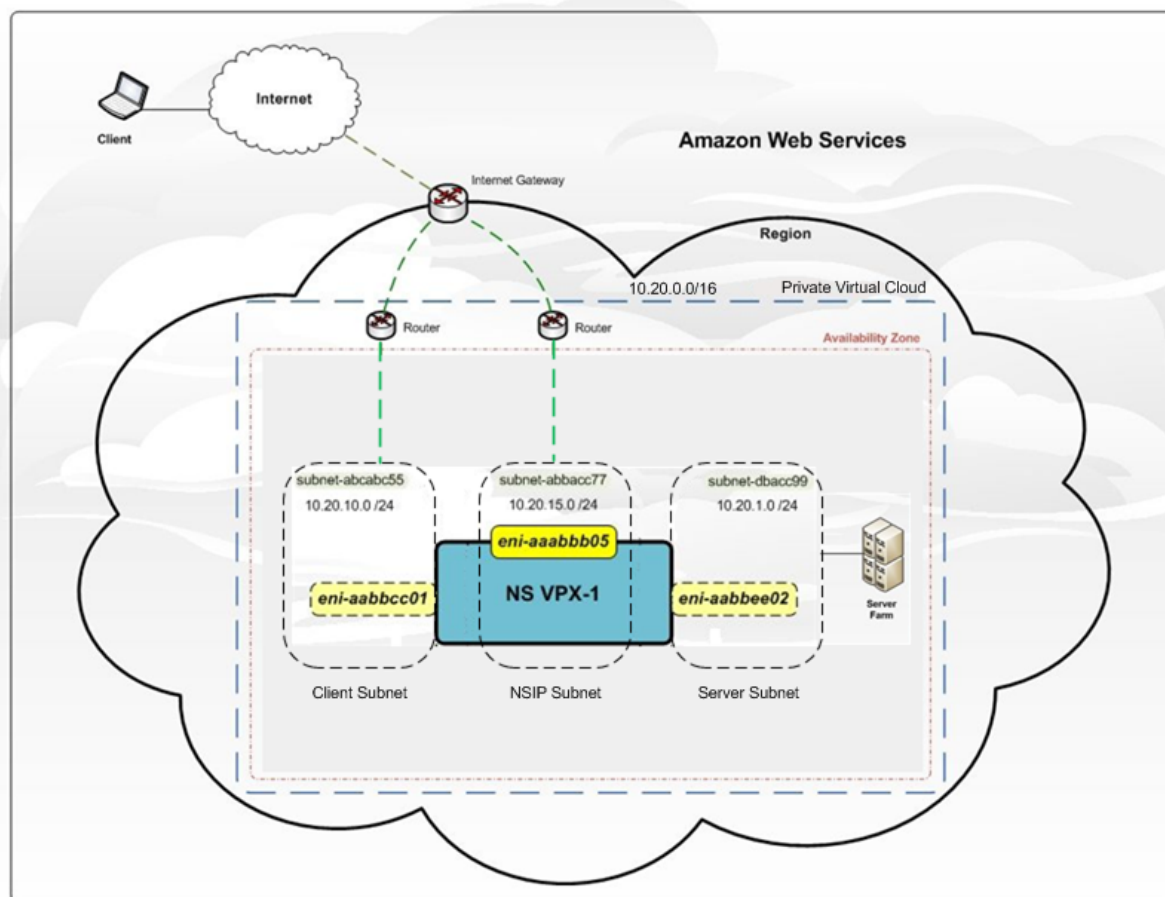 Internet
Client
Amazon Web Services
Internet Gateway
Region
10.20.0.0/16
Private Virtual Cloud
Router
Router
Availability Zone
subnet-abcabc55
10.20.10.0 /24
subnet-abbacc77
10.20.15.0 /24
subnet-dbacc99
10.20.1.0 /24
eni-aaabbb05
eni-aabbcc01
NS VPX-1
eni-aabbee02
Server
Farm
Client Subnet
NSIP Subnet
Server Subnet